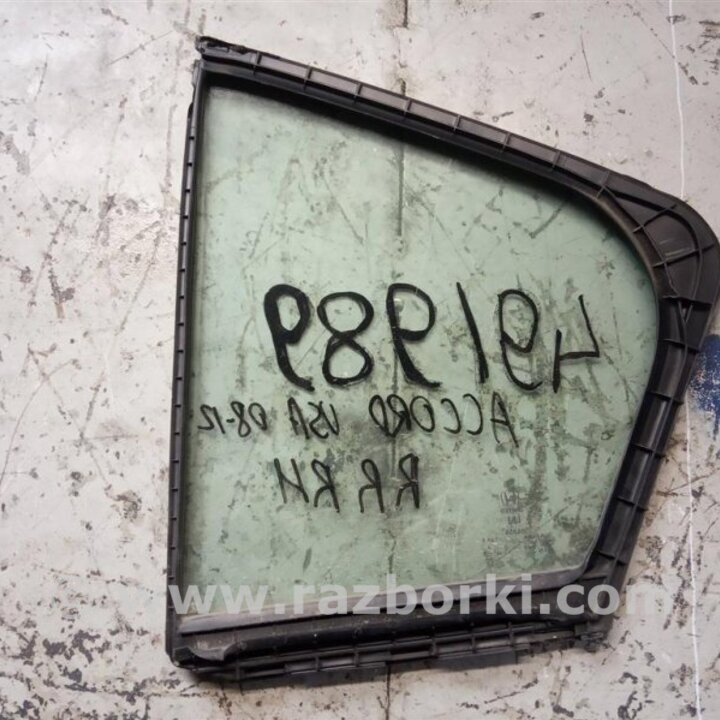 491989
ACCORD USA 08-12
RR RH
www.razborki.com